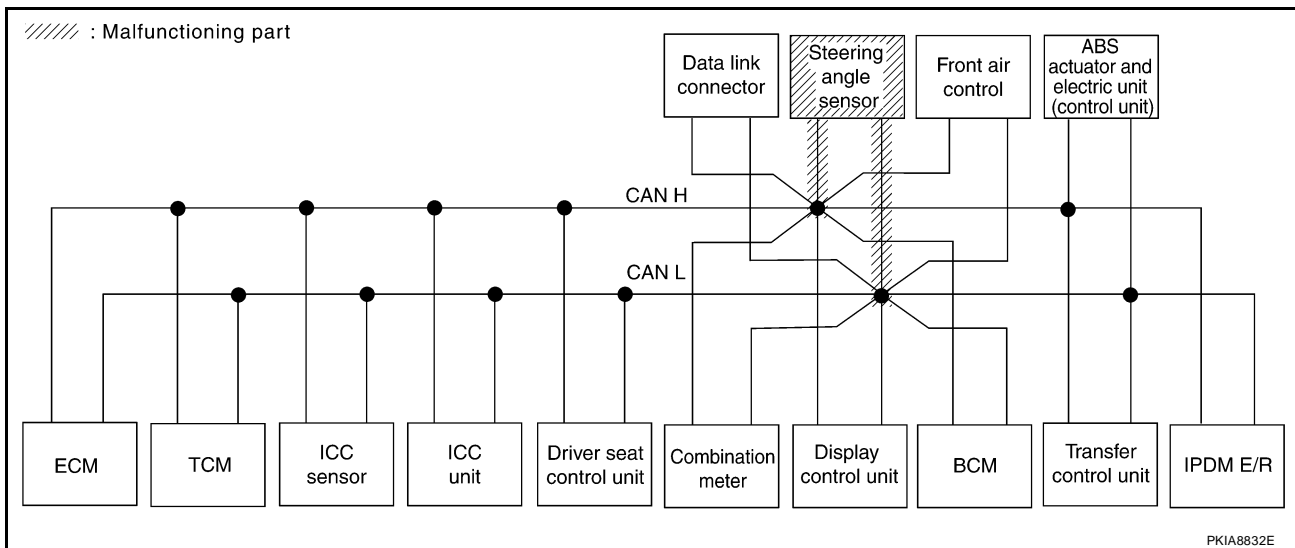 : Malfunctioning part
Data link
connector
Steering
angle
sensor
Front air
control
ABS
actuator and
electric unit
(control unit)
CAN H
CAN L
ECM
TCM
ICC
sensor
ICC
unit
Driver seat
control unit
Combination
meter
Display
control unit
BCM
Transfer
control unit
IPDM E/R
PKIA8832E